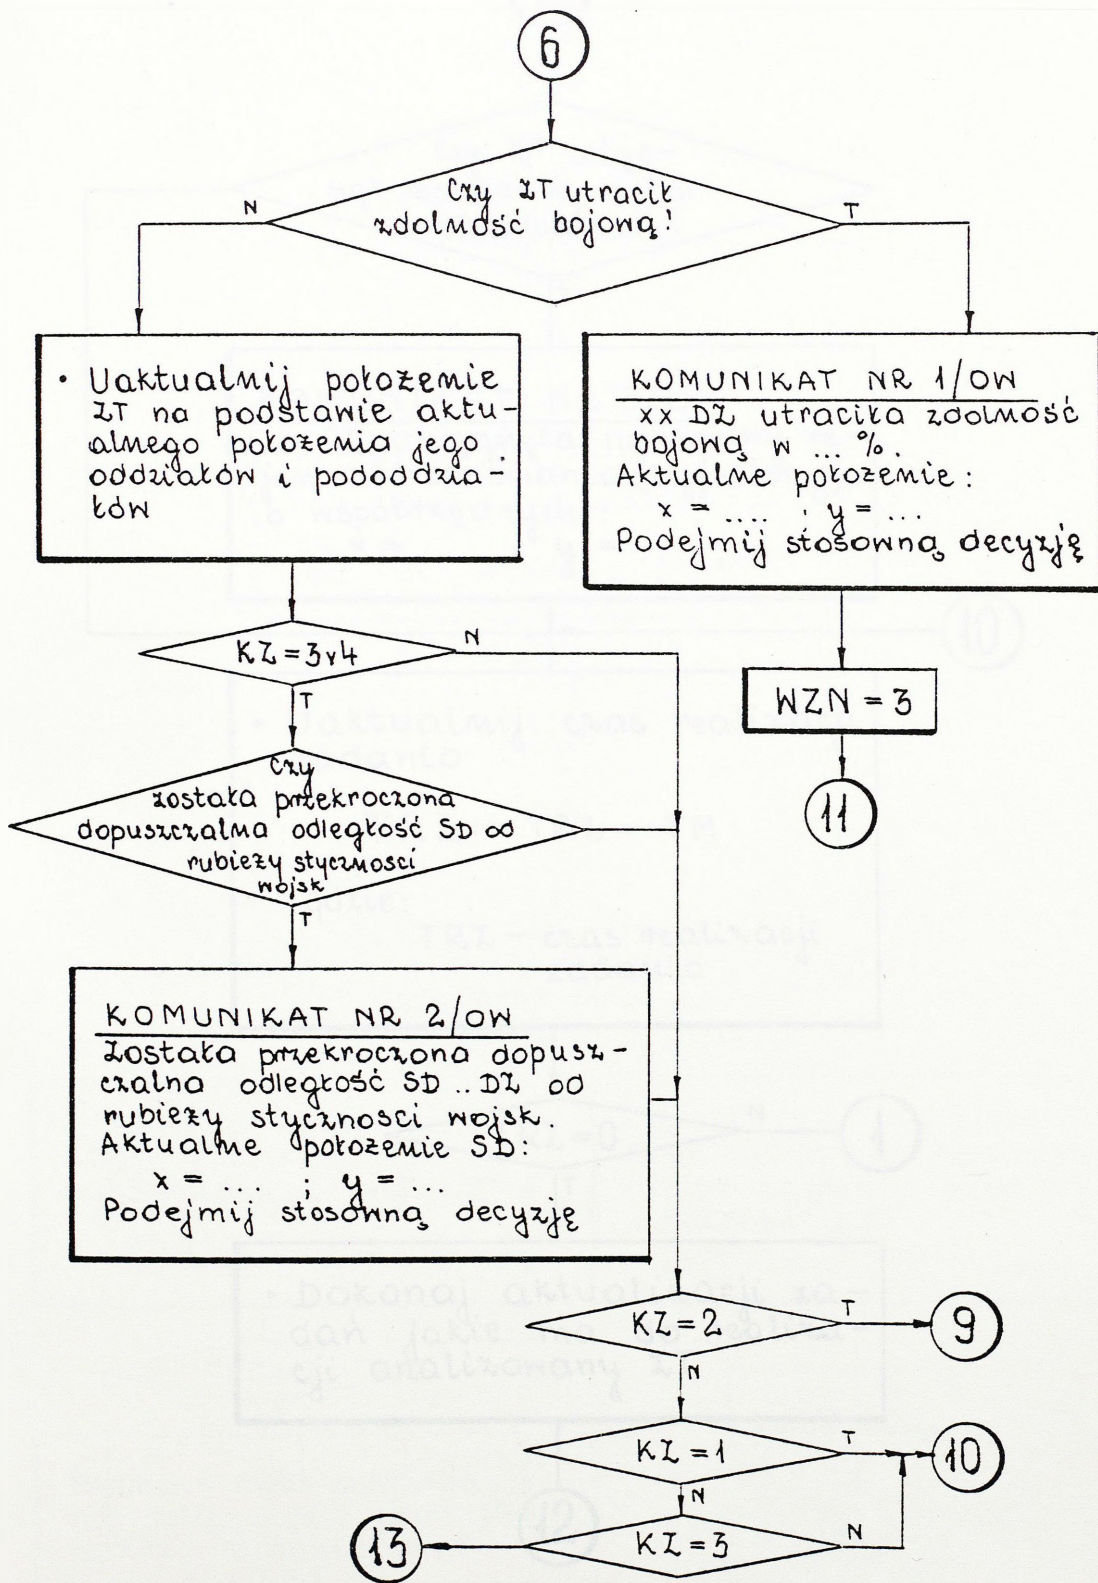 6
Czy ZT utracił
zdolność bojową!
N
T
• Uaktualnij położenie
ZT na podstawie aktu-
alnego położenia jego
oddziałów i pododdzia-
łów
KOMUNIKAT NR 1/OW
xx DZ utraciła zdolność
bojową w ... %.
Aktualne położenie:
x = .... ; y = ...
Podejmij stosowną decyzję
KZ = 3v4
N
T
WZN = 3
11
Czy
została przekroczona
dopuszczalna odległość SD od
rubieży styczności
wojsk
T
KOMUNIKAT NR 2/OW
Została przekroczona dopusz-
czalna odległość SD .. DZ od
rubieży styczności wojsk.
Aktualne położenie SD:
x = ... ; y = ...
Podejmij stosowną decyzję
KZ = 2
T
9
N
KZ = 1
T
10
N
KZ = 3
N
13